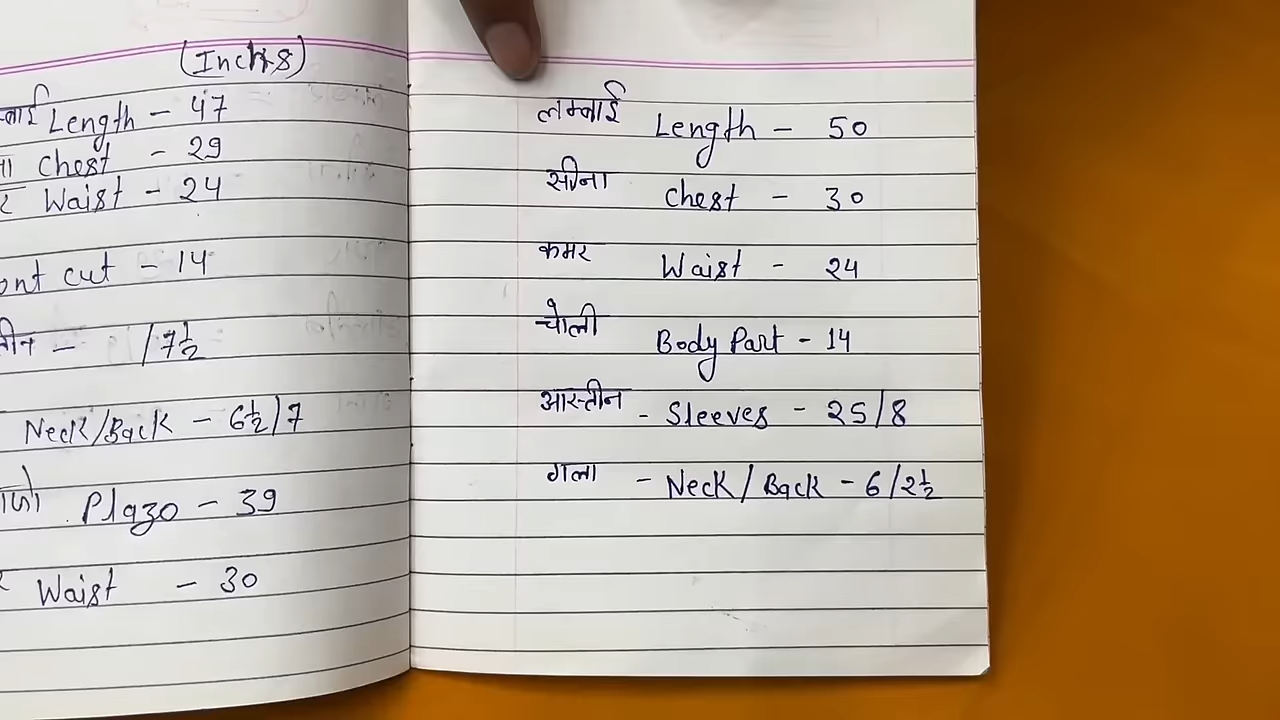 (Inches)
Length - 47
Chest - 29
Waist - 24
cut - 14
/7½
Neck/Back - 6½/7
Plazo - 39
Waist - 30
लम्बाई Length - 50
सीना Chest - 30
कमर Waist - 24
चोली Body Part - 14
आस्तीन - Sleeves - 25/8
गला - Neck/Back - 6/2½